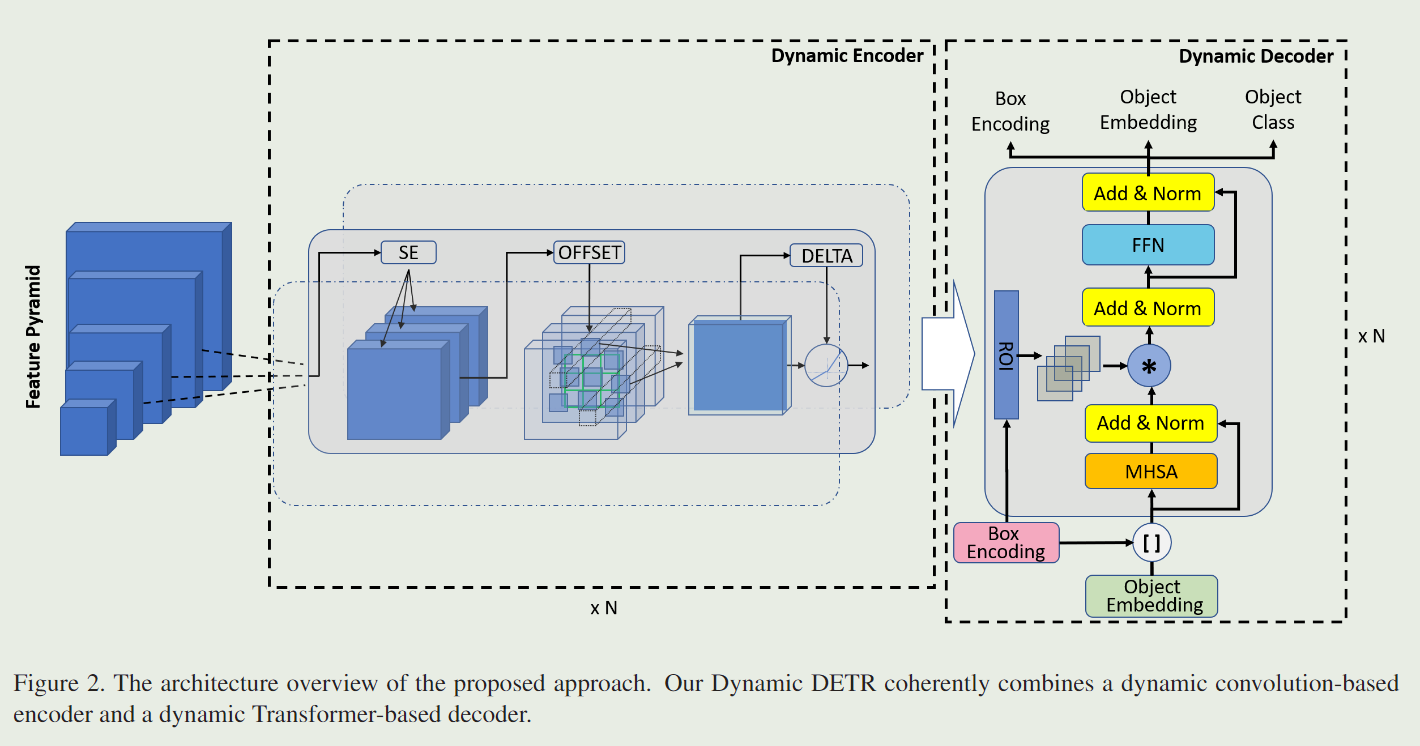 Dynamic Encoder
Dynamic Decoder
Box
Encoding
Object
Embedding
Object
Class
Feature Pyramid
SE
OFFSET
DELTA
Add & Norm
FFN
Add & Norm
ROI
*
Add & Norm
MHSA
Box
Encoding
[ ]
Object
Embedding
x N
x N
Figure 2. The architecture overview of the proposed approach. Our Dynamic DETR coherently combines a dynamic convolution-based
encoder and a dynamic Transformer-based decoder.